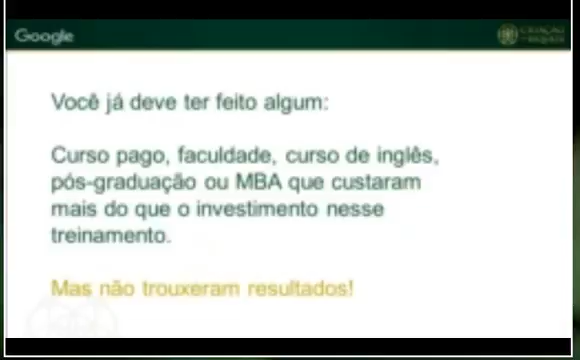 Google
Você já deve ter feito algum:
Curso pago, faculdade, curso de inglês,
pós-graduação ou MBA que custaram
mais do que o investimento nesse
treinamento.
Mas não trouxeram resultados!